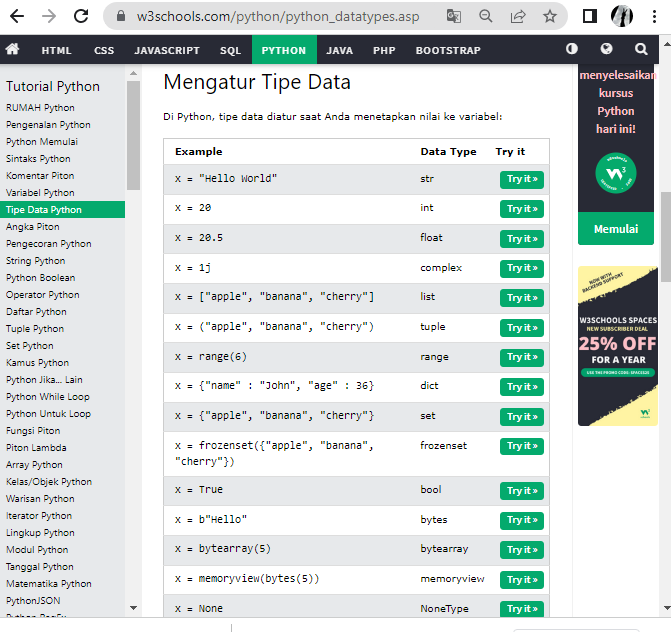 w3schools.com/python/python_datatypes.asp
HTML CSS JAVASCRIPT SQL PYTHON JAVA PHP BOOTSTRAP
Tutorial Python
RUMAH Python
Pengenalan Python
Python Memulai
Sintaks Python
Komentar Piton
Variabel Python
Tipe Data Python
Angka Piton
Pengecoran Python
String Python
Python Boolean
Operator Python
Daftar Python
Tuple Python
Set Python
Kamus Python
Python Jika... Lain
Python While Loop
Python Untuk Loop
Fungsi Piton
Piton Lambda
Array Python
Kelas/Objek Python
Warisan Python
Iterator Python
Lingkup Python
Modul Python
Tanggal Python
Matematika Python
PythonJSON
Mengatur Tipe Data
Di Python, tipe data diatur saat Anda menetapkan nilai ke variabel:
Example Data Type Try it
x = "Hello World" str Try it »
x = 20 int Try it »
x = 20.5 float Try it »
x = 1j complex Try it »
x = ["apple", "banana", "cherry"] list Try it »
x = ("apple", "banana", "cherry") tuple Try it »
x = range(6) range Try it »
x = {"name" : "John", "age" : 36} dict Try it »
x = {"apple", "banana", "cherry"} set Try it »
x = frozenset({"apple", "banana", frozenset Try it »
"cherry"})
x = True bool Try it »
x = b"Hello" bytes Try it »
x = bytearray(5) bytearray Try it »
x = memoryview(bytes(5)) memoryview Try it »
x = None NoneType Try it »
menyelesaikan
kursus
Python
hari ini!
Memulai
NOW WITH
BACKEND SUPPORT
W3SCHOOLS SPACES
NEW SUBSCRIBER DEAL
25% OFF
FOR A YEAR